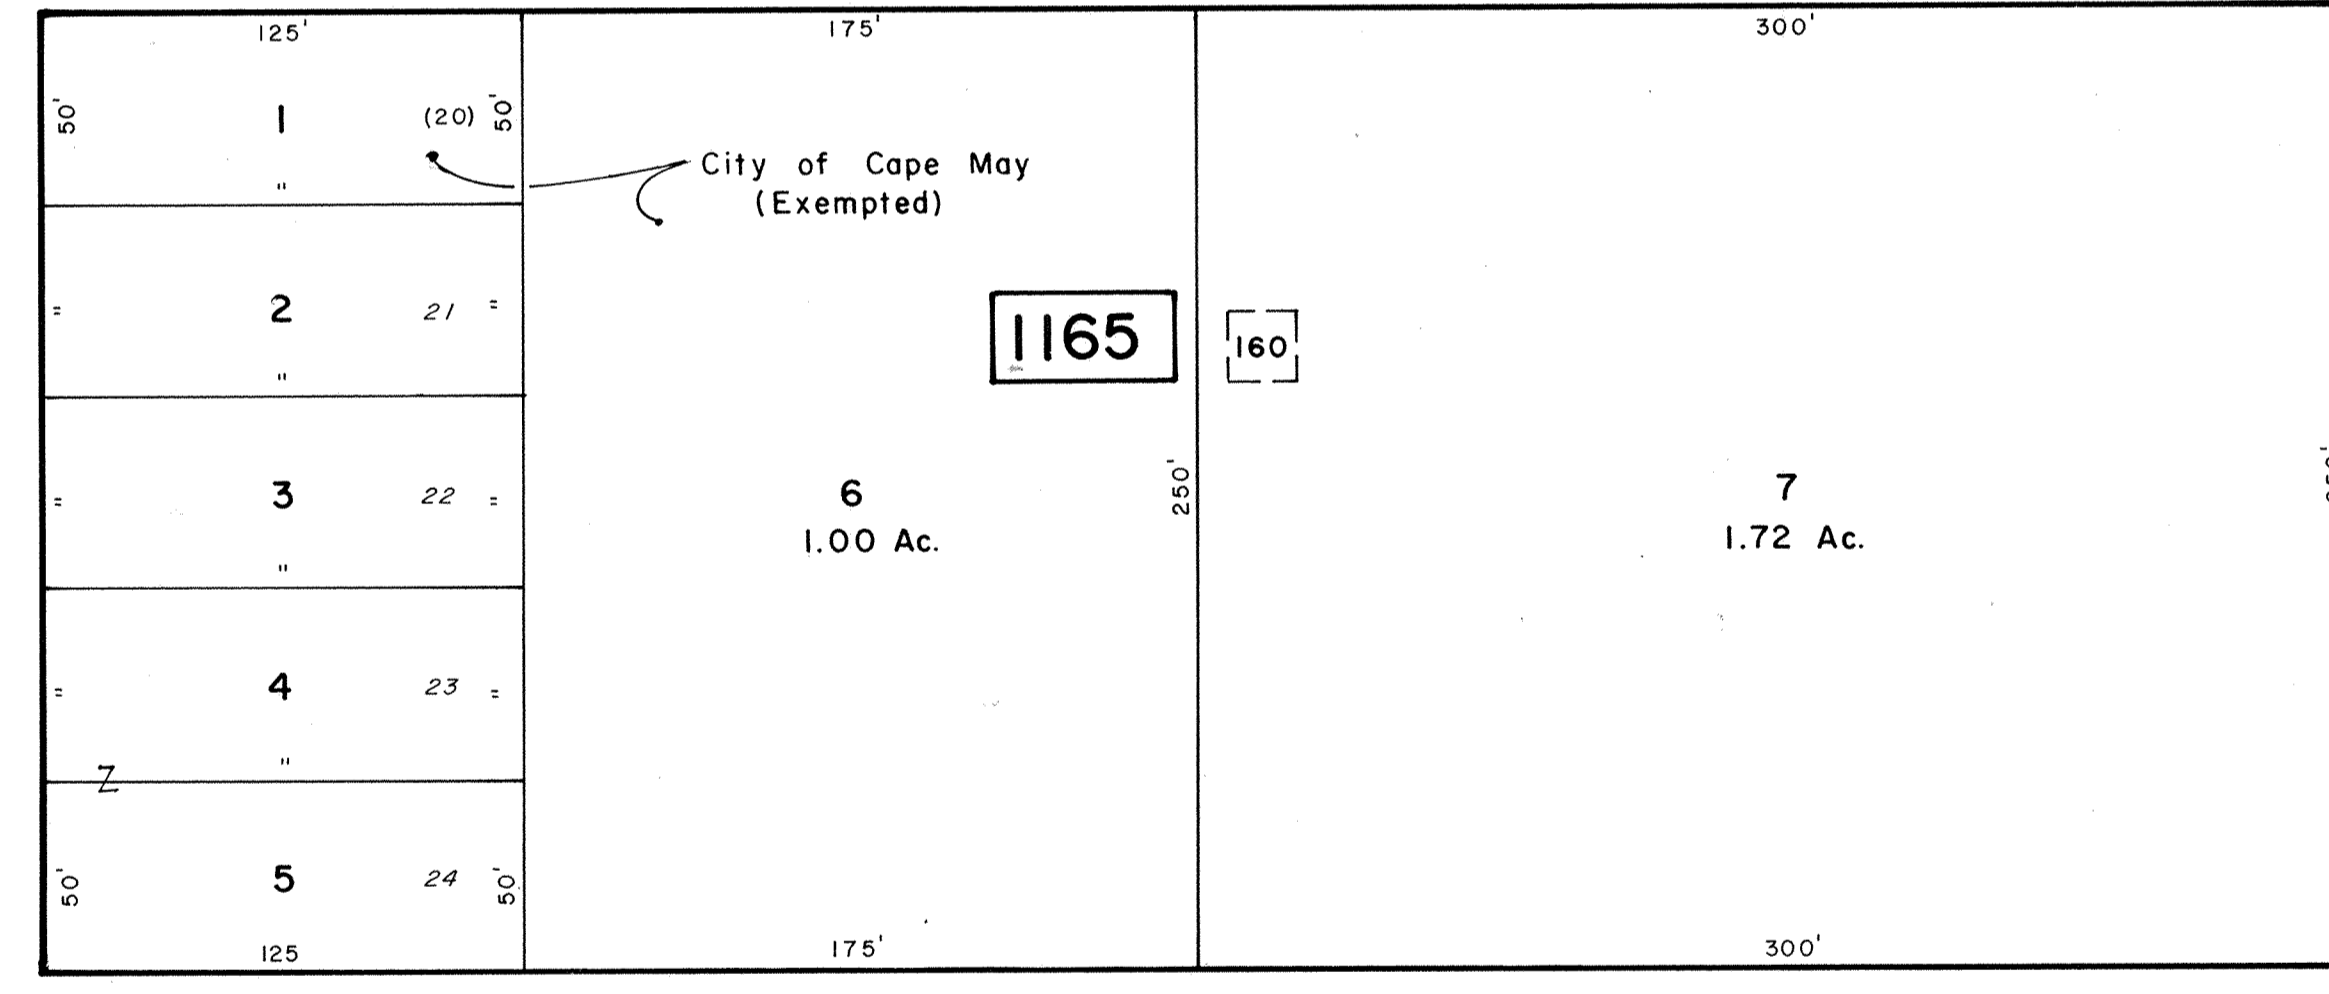 125' 175' 300'
50' 1 (20) 50'
"
City of Cape May
(Exempted)
" 2 21 "
"
1165 160
" 3 22 "
"
6
1.00 Ac.
250'
7
1.72 Ac.
" 4 23 "
"
Z
50' 5 24 50'
125 175' 300'